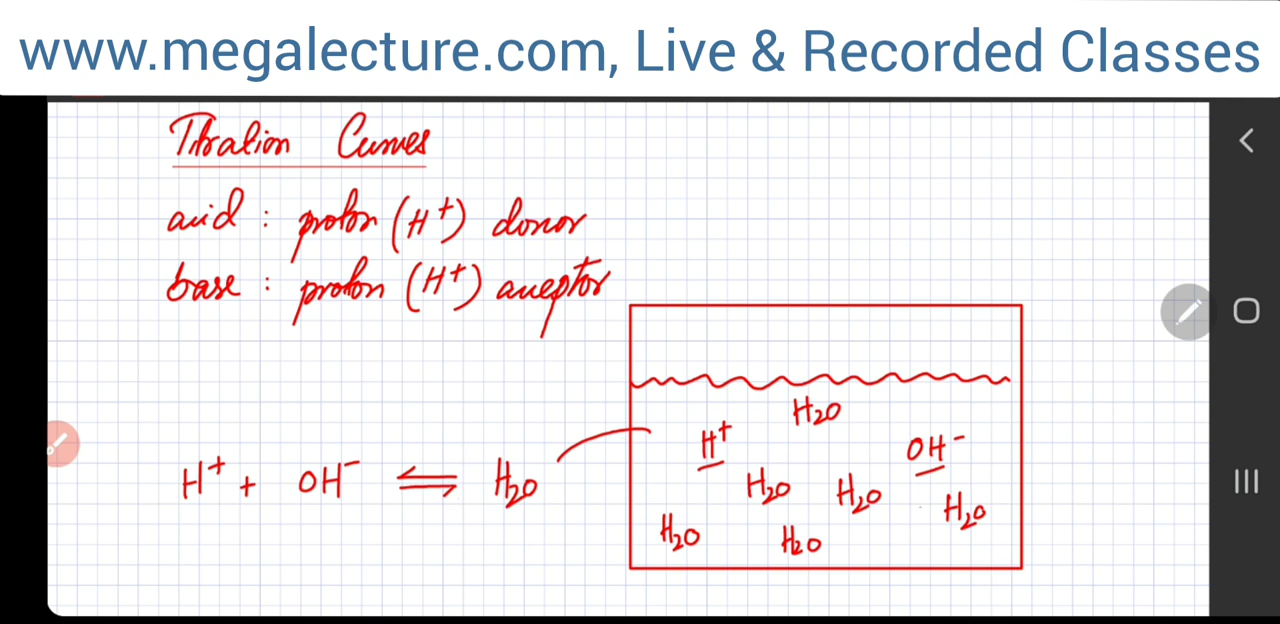 www.megalecture.com, Live & Recorded Classes
Titration Curves
acid : proton (H⁺) donor
base : proton (H⁺) acceptor
H₂O
H⁺
OH⁻
H⁺ + OH⁻ ⇌ H₂O
H₂O H₂O H₂O
H₂O H₂O